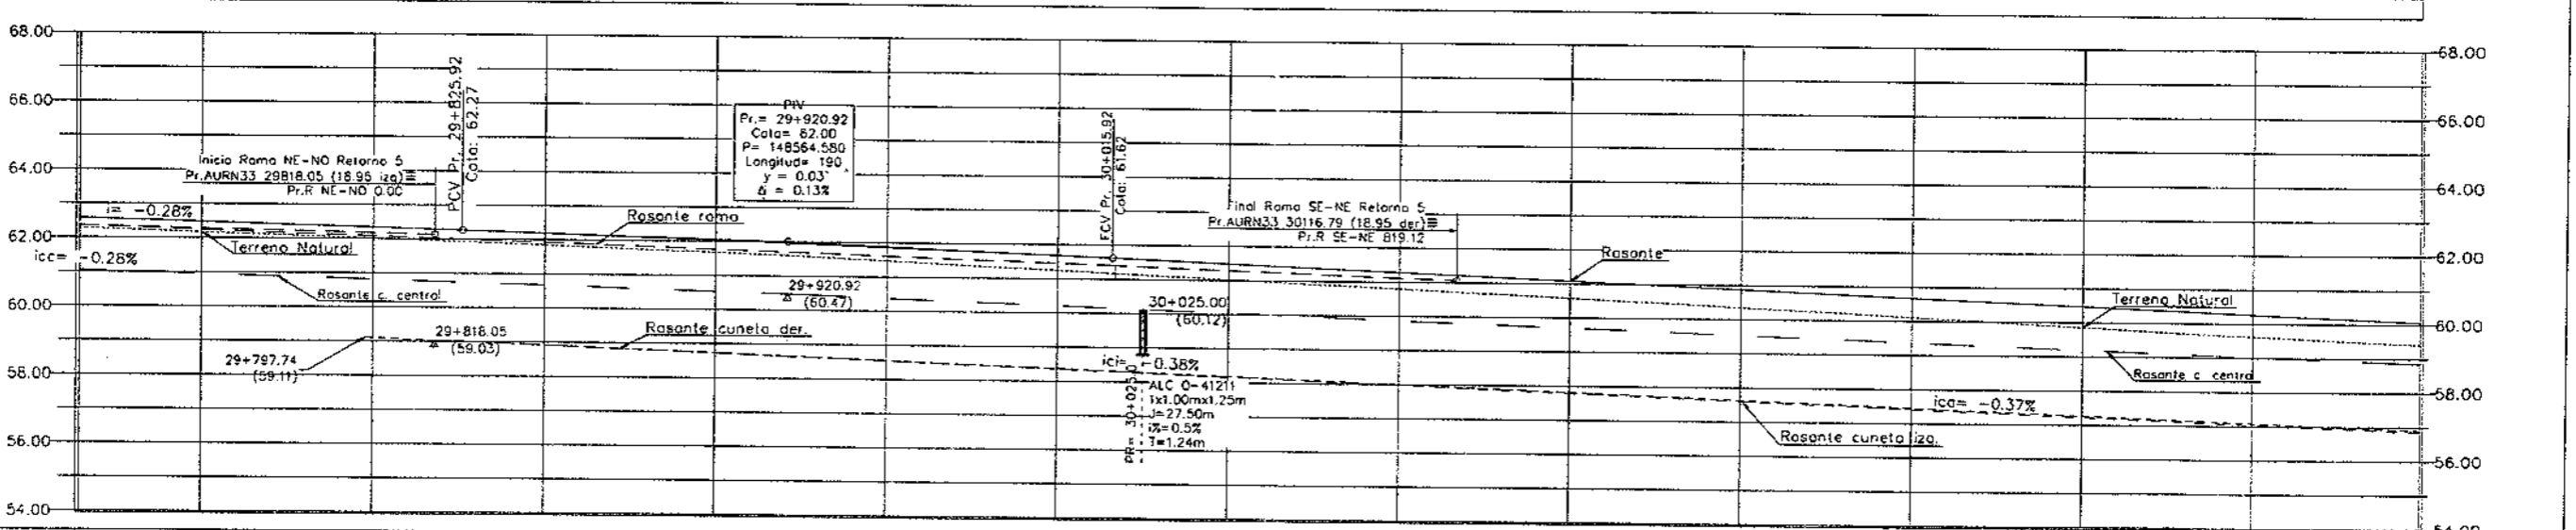 68.00
66.00
64.00
62.00
60.00
58.00
56.00
54.00
i= -0.28%
icc= -0.28%
Inicio Rama NE-NO Retorno 5
Pr.AURN33 29818.05 (18.95 izq)≡
Pr.R NE-NO 0.00
Terreno Natural
Rasante c. central
29+797.74
(59.11)
29+818.05
(59.03)
PCV Pr. 29+825.92
Cota: 62.27
Rasante rama
Rasante cuneta der.
PIV
Pr.= 29+920.92
Cota= 62.00
P= 148564.580
Longitud= 190
y = 0.03
Δ = 0.13%
29+920.92
(60.47)
FCV Pr. 30+015.92
Cota: 61.62
30+025.00
(60.12)
ici= -0.38%
PR= 30+025.0
ALC O-41211
1x1.00mx1.25m
J=27.50m
i%=0.5%
T=1.24m
Final Rama SE-NE Retorno 5
Pr.AURN33 30116.79 (18.95 der)≡
Pr.R SE-NE 819.12
Rasante
Rasante cuneta izq.
ica= -0.37%
Terreno Natural
Rasante c. central
68.00
66.00
64.00
62.00
60.00
58.00
56.00
54.00